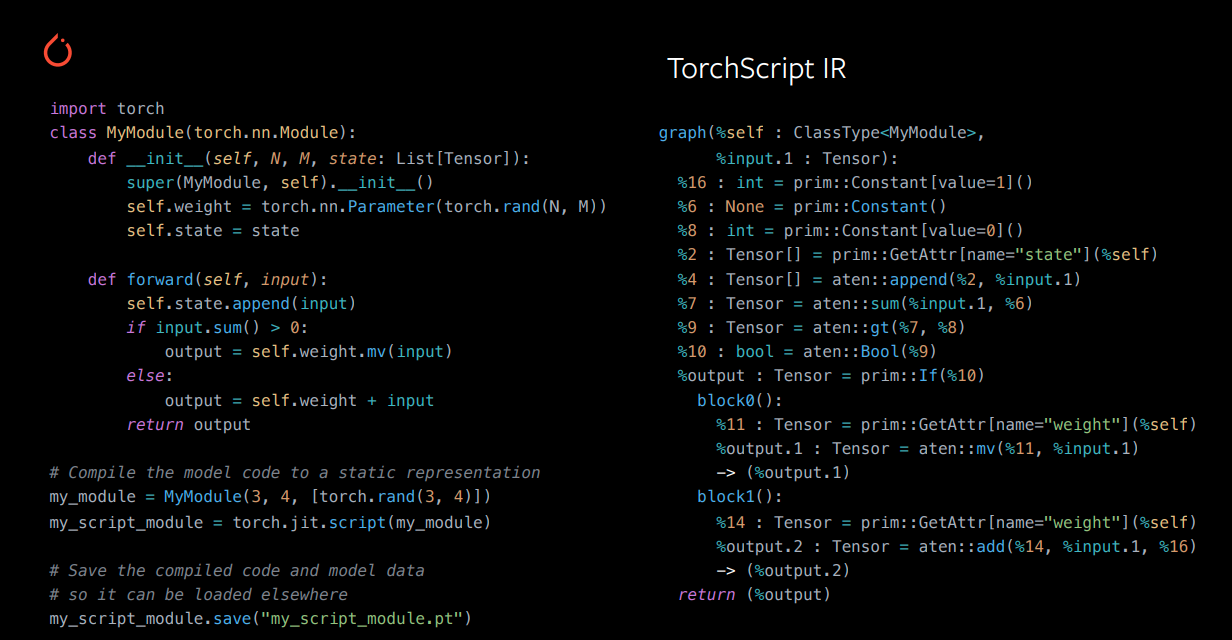 import torch
class MyModule(torch.nn.Module):
    def __init__(self, N, M, state: List[Tensor]):
        super(MyModule, self).__init__()
        self.weight = torch.nn.Parameter(torch.rand(N, M))
        self.state = state

    def forward(self, input):
        self.state.append(input)
        if input.sum() > 0:
            output = self.weight.mv(input)
        else:
            output = self.weight + input
        return output

# Compile the model code to a static representation
my_module = MyModule(3, 4, [torch.rand(3, 4)])
my_script_module = torch.jit.script(my_module)

# Save the compiled code and model data
# so it can be loaded elsewhere
my_script_module.save("my_script_module.pt")

TorchScript IR

graph(%self : ClassType<MyModule>,
      %input.1 : Tensor):
  %16 : int = prim::Constant[value=1]()
  %6 : None = prim::Constant()
  %8 : int = prim::Constant[value=0]()
  %2 : Tensor[] = prim::GetAttr[name="state"](%self)
  %4 : Tensor[] = aten::append(%2, %input.1)
  %7 : Tensor = aten::sum(%input.1, %6)
  %9 : Tensor = aten::gt(%7, %8)
  %10 : bool = aten::Bool(%9)
  %output : Tensor = prim::If(%10)
    block0():
      %11 : Tensor = prim::GetAttr[name="weight"](%self)
      %output.1 : Tensor = aten::mv(%11, %input.1)
      -> (%output.1)
    block1():
      %14 : Tensor = prim::GetAttr[name="weight"](%self)
      %output.2 : Tensor = aten::add(%14, %input.1, %16)
      -> (%output.2)
  return (%output)